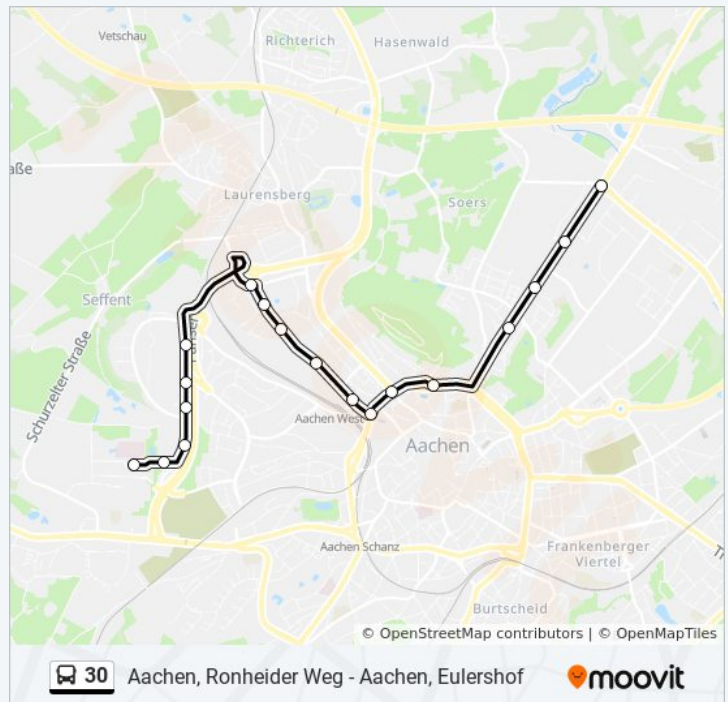 Vetschau
Richterich
Hasenwald
aße
Laurensberg
Soers
Seffent
Schurzelter Straße
Aachen West
Aachen
Aachen Schanz
Frankenberger
Viertel
Burtscheid
© OpenStreetMap contributors | © OpenMapTiles
30 Aachen, Ronheider Weg - Aachen, Eulershof moovit